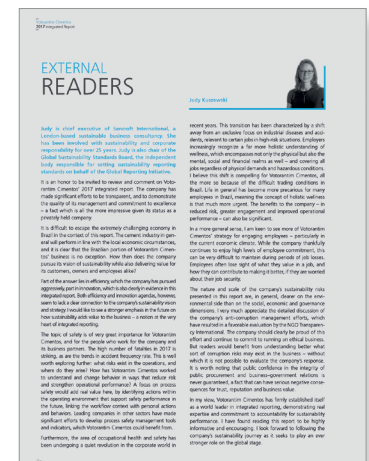 Votorantim Cimentos
2017 Integrated Report
EXTERNAL
READERS
Judy Kuszewski
Judy is chief executive of Sancroft International, a
London-based sustainable business consultancy. She
has been involved with sustainability and corporate
responsibility for over 25 years. Judy is also chair of the
Global Sustainability Standards Board, the independent
body responsible for setting sustainability reporting
standards on behalf of the Global Reporting Initiative.
It is an honor to be invited to review and comment on Voto-
rantim Cimentos' 2017 integrated report. The company has
made significant efforts to be transparent, and to demonstrate
the quality of its management and commitment to excellence
– a fact which is all the more impressive given its status as a
privately held company.
It is difficult to escape the extremely challenging economy in
Brazil in the context of this report. The cement industry in gen-
eral will perform in line with the local economic circumstances,
and it is clear that the Brazilian portion of Votorantim Cimen-
tos' business is no exception. How then does the company
pursue its vision of sustainability while also delivering value for
its customers, owners and employees alike?
Part of the answer lies in efficiency, which the company has pursued
aggressively, part in innovation, which is also clearly in evidence in this
integrated report. Both efficiency and innovation agendas, however,
seem to lack a clear connection to the company's sustainability vision
and strategy. I would like to see a stronger emphasis in the future on
how sustainability adds value to the business – a notion at the very
heart of integrated reporting.
The topic of safety is of very great importance for Votorantim
Cimentos, and for the people who work for the company and
its business partners. The high number of fatalities in 2017 is
striking, as are the trends in accident frequency rate. This is well
worth exploring further: what risks exist in the operations, and
where do they arise? How has Votorantim Cimentos worked
to understand and change behavior in ways that reduce risk
and strengthen operational performance? A focus on process
safety would add real value here, by identifying actions within
the operating environment that support safety performance in
the future, linking the workflow context with personal actions
and behaviors. Leading companies in other sectors have made
significant efforts to develop process safety management tools
and indicators, which Votorantim Cimentos could benefit from.
Furthermore, the area of occupational health and safety has
been undergoing a quiet revolution in the corporate world in
recent years. This transition has been characterized by a shift
away from an exclusive focus on industrial diseases and acci-
dents, relevant to certain jobs in high-risk situations. Employees
increasingly recognize a far more holistic understanding of
wellness, which encompasses not only the physical but also the
mental, social and financial realms as well – and covering all
jobs regardless of physical demands and hazardous conditions.
I believe this shift is compelling for Votorantim Cimentos, all
the more so because of the difficult trading conditions in
Brazil. Life in general has become more precarious for many
employees in Brazil, meaning the concept of holistic wellness
is that much more urgent. The benefits to the company – in
reduced risk, greater engagement and improved operational
performance – can also be significant.
In a more general sense, I am keen to see more of Votorantim
Cimentos' strategy for engaging employees – particularly in
the current economic climate. While the company thankfully
continues to enjoy high levels of employee commitment, this
can be very difficult to maintain during periods of job losses.
Employees often lose sight of what they value in a job, and
how they can contribute to making it better, if they are worried
about their job security.
The nature and scale of the company's sustainability risks
presented in this report are, in general, clearer on the envi-
ronmental side than on the social, economic and governance
dimensions. I very much appreciate the detailed discussion of
the company's anti-corruption management efforts, which
have resulted in a favorable evaluation by the NGO Transparen-
cy International. The company should clearly be proud of this
effort and continue to commit to running an ethical business.
But readers would benefit from understanding better what
sort of corruption risks may exist in the business – without
which it is not possible to evaluate the company's response.
It is worth noting that public confidence in the integrity of
public procurement and business–government relations is
never guaranteed, a fact that can have serious negative conse-
quences for trust, reputation and business value.
In my view, Votorantim Cimentos has firmly established itself
as a world leader in integrated reporting, demonstrating real
expertise and commitment to accountability for sustainability
performance. I have found reading this report to be highly
informative and encouraging. I look forward to following the
company's sustainability journey as it seeks to play an ever
stronger role on the global stage.